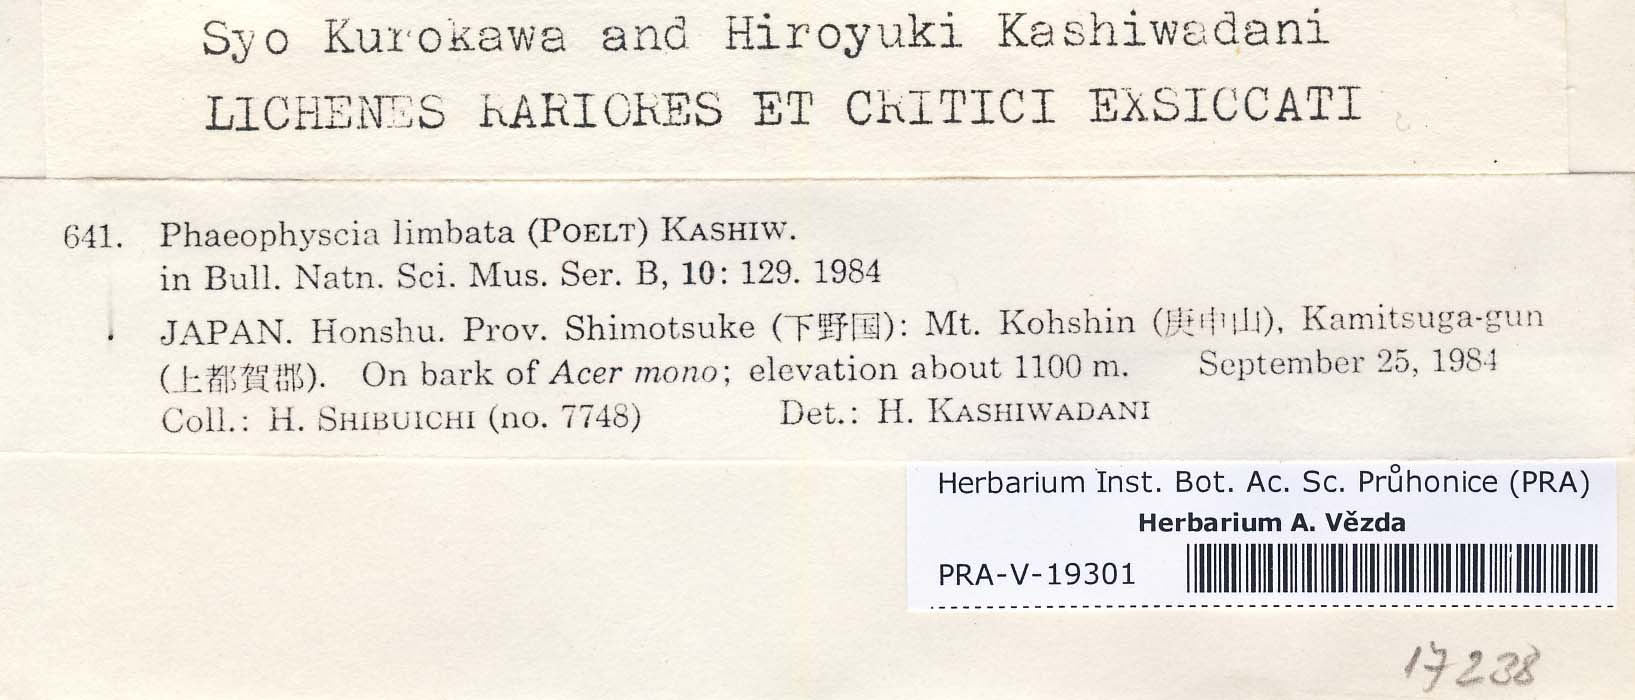 Syo Kurokawa and Hiroyuki Kashiwadani
LICHENES RARIORES ET CRITICI EXSICCATI
641. Phaeophyscia limbata (POELT) KASHIW.
in Bull. Natn. Sci. Mus. Ser. B, 10: 129. 1984
JAPAN. Honshu. Prov. Shimotsuke (下野国): Mt. Kohshin (庚申山), Kamitsuga-gun
(上都賀郡). On bark of Acer mono; elevation about 1100 m. September 25, 1984
Coll.: H. SHIBUICHI (no. 7748) Det.: H. KASHIWADANI
Herbarium Inst. Bot. Ac. Sc. Průhonice (PRA)
Herbarium A. Vězda
PRA-V-19301
17238